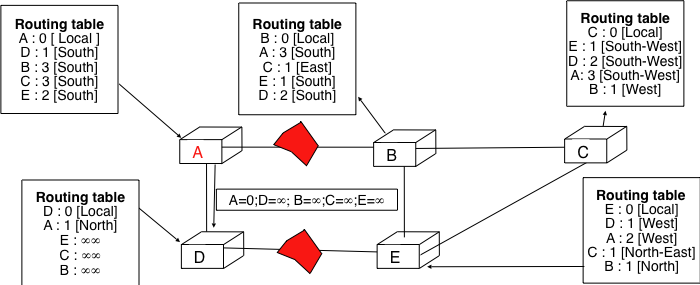 Routing table
A : 0 [ Local ]
D : 1 [South]
B : 3 [South]
C : 3 [South]
E : 2 [South]
Routing table
B : 0 [Local]
A : 3 [South]
C : 1 [East]
E : 1 [South]
D : 2 [South]
Routing table
C : 0 [Local]
E : 1 [South-West]
D : 2 [South-West]
A: 3 [South-West]
B : 1 [West]
A
B
C
A=0;D=∞; B=∞;C=∞;E=∞
Routing table
D : 0 [Local]
A : 1 [North]
E : ∞∞
C : ∞∞
B : ∞∞
D
E
Routing table
E : 0 [Local]
D : 1 [West]
A : 2 [West]
C : 1 [North-East]
B : 1 [North]